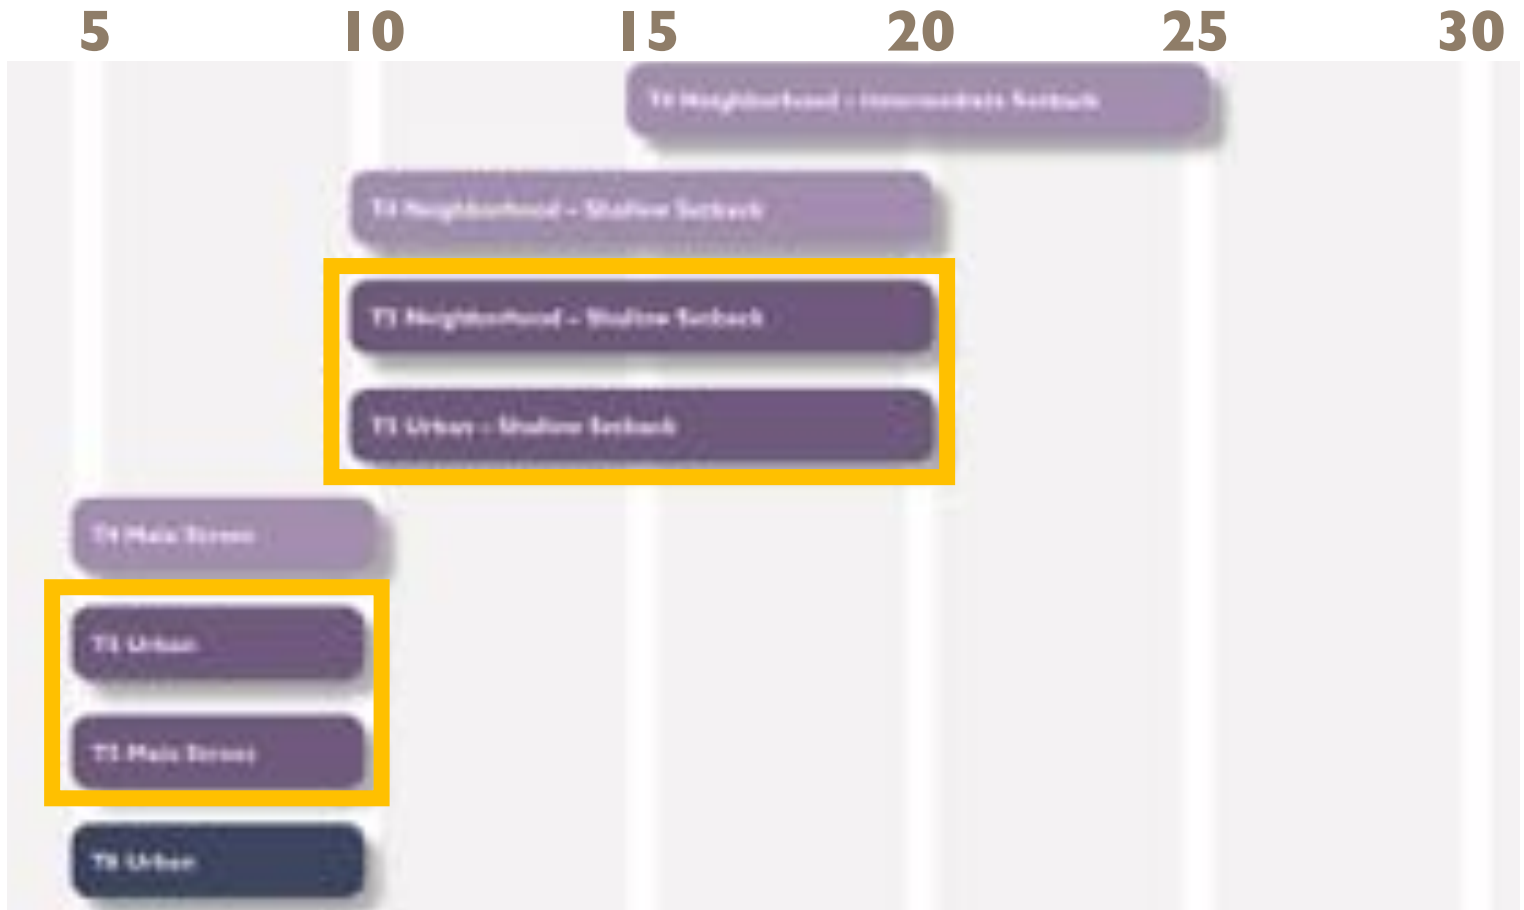 5 10 15 20 25 30
T4 Neighborhood - Intermediate Setback
T4 Neighborhood – Shallow Setback
T5 Neighborhood – Shallow Setback
T5 Urban - Shallow Setback
T4 Main Street
T5 Urban
T5 Main Street
T6 Urban